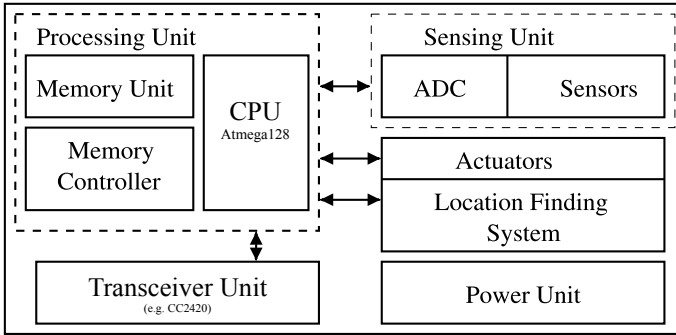 Processing Unit
Memory Unit
Memory
Controller
CPU
Atmega128
Sensing Unit
ADC
Sensors
Actuators
Location Finding
System
Transceiver Unit
(e.g. CC2420)
Power Unit